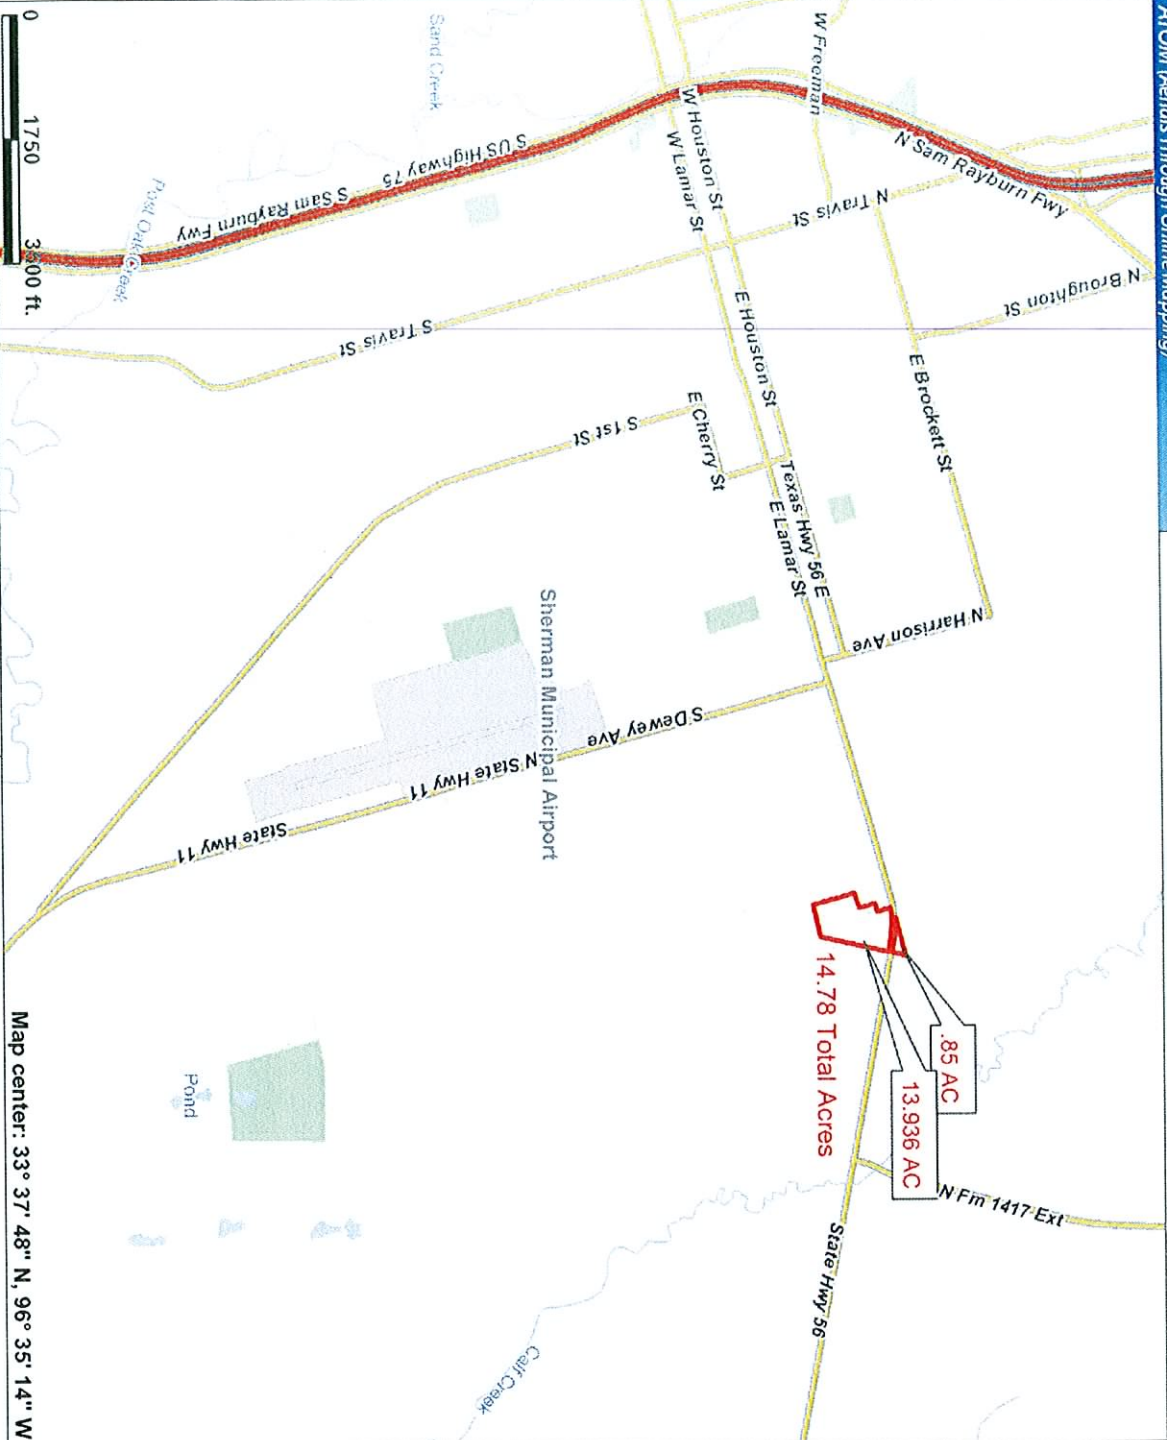 W Freeman
N Sam Rayburn Fwy
N Broughton St
N Travis St
W Houston St
W Lamar St
Sand Creek
S US Highway 75
S Sam Rayburn Fwy
Post Oak Creek
S Travis St
E Houston St
E Brockett St
E Cherry St
S 1st St
Texas Hwy 56 E
E Lamar St
N Harrison Ave
S Dewey Ave
Sherman Municipal Airport
N State Hwy 11
State Hwy 11
.85 AC
13.936 AC
14.78 Total Acres
N Fm 1417 Ext
State Hwy 56
Calf Creek
Pond
0 1750 ft.
Map center: 33° 37' 48" N, 96° 35' 14" W